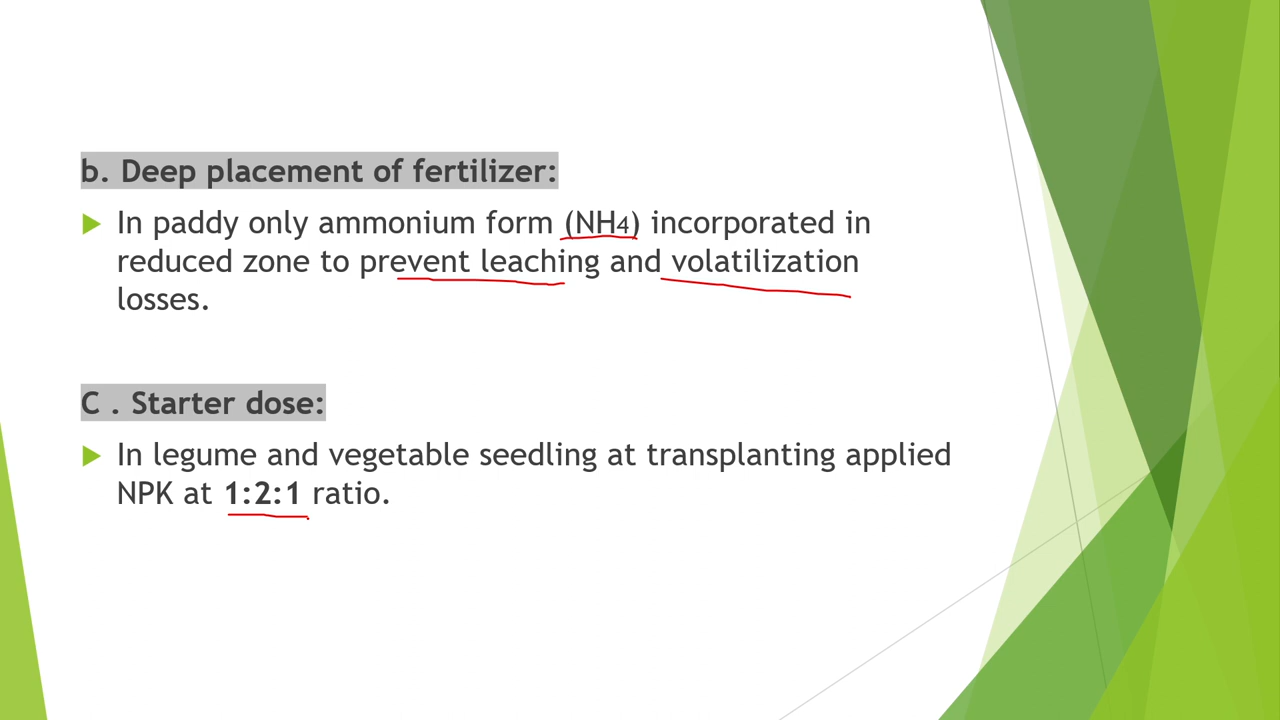 b. Deep placement of fertilizer:
In paddy only ammonium form (NH4) incorporated in
reduced zone to prevent leaching and volatilization
losses.
C . Starter dose:
In legume and vegetable seedling at transplanting applied
NPK at 1:2:1 ratio.